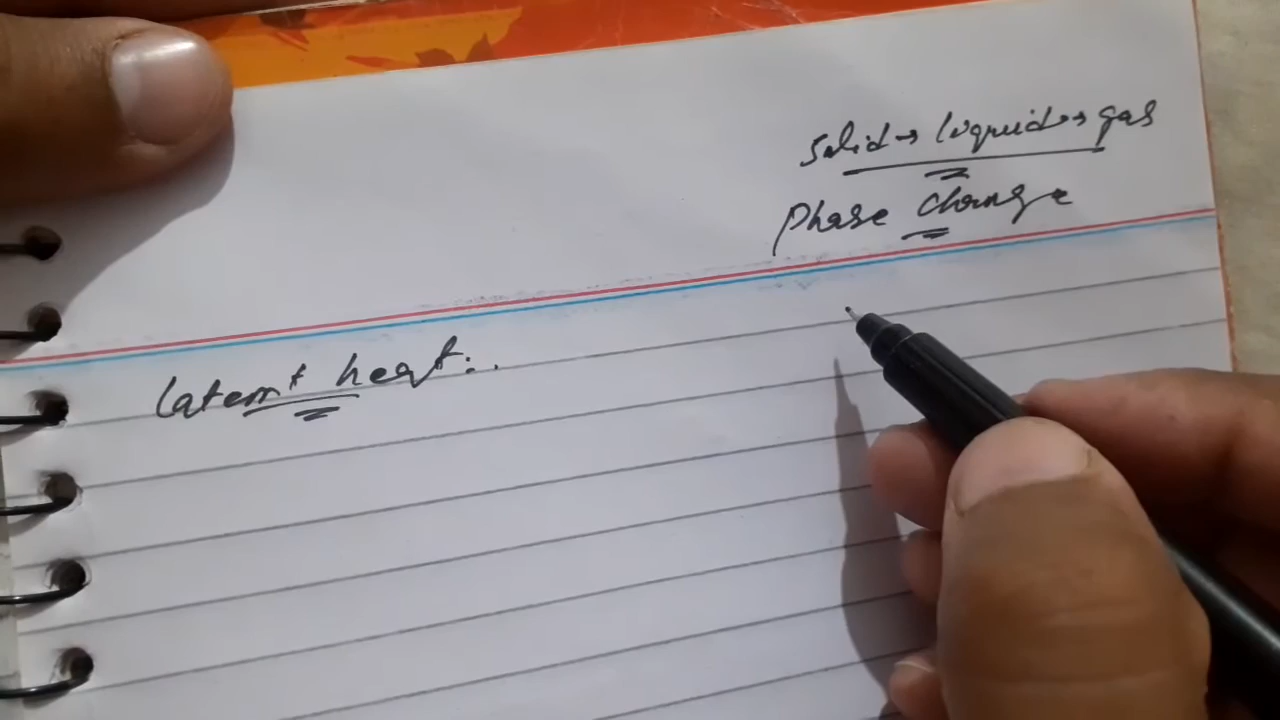 Solid → liquid → gas
Phase change
latent heat:.